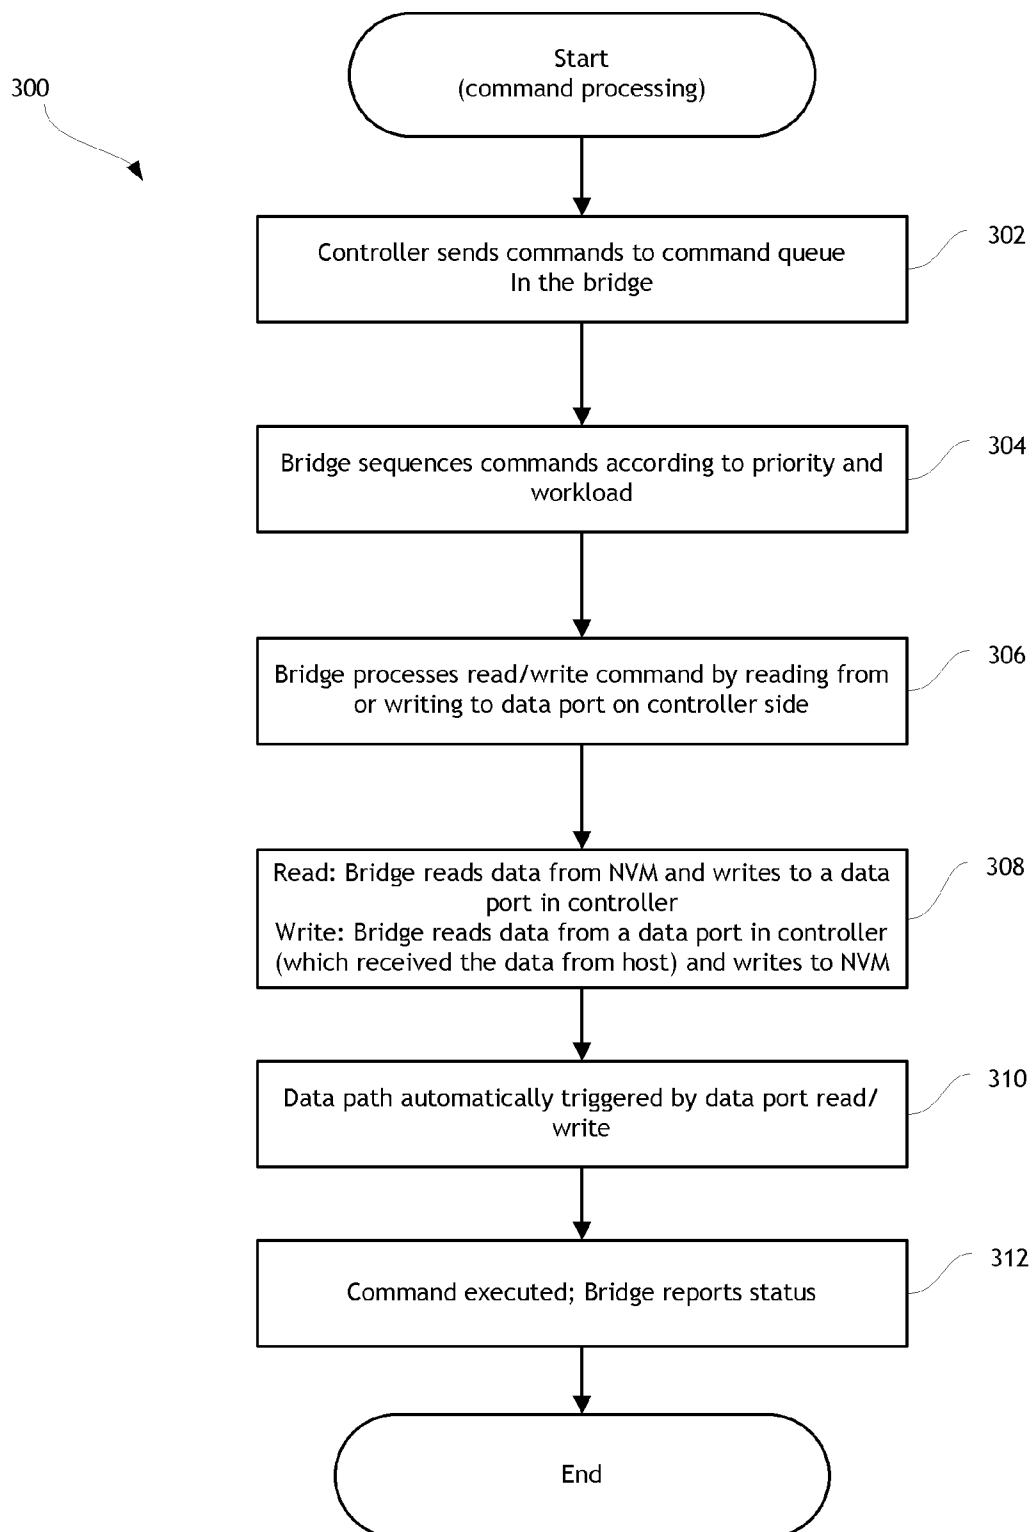 Start
(command processing)
300
Controller sends commands to command queue
In the bridge
302
Bridge sequences commands according to priority and
workload
304
Bridge processes read/write command by reading from
or writing to data port on controller side
306
Read: Bridge reads data from NVM and writes to a data
port in controller
Write: Bridge reads data from a data port in controller
(which received the data from host) and writes to NVM
308
Data path automatically triggered by data port read/
write
310
Command executed; Bridge reports status
312
End